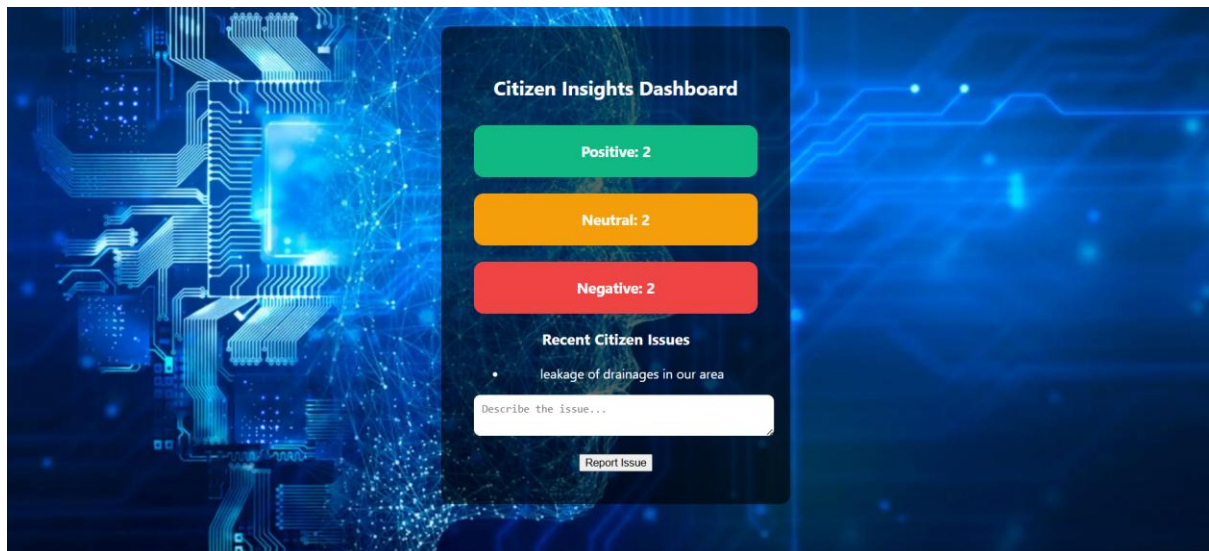 Citizen Insights Dashboard
Positive: 2
Neutral: 2
Negative: 2
Recent Citizen Issues
• leakage of drainages in our area
Describe the issue...
Report Issue